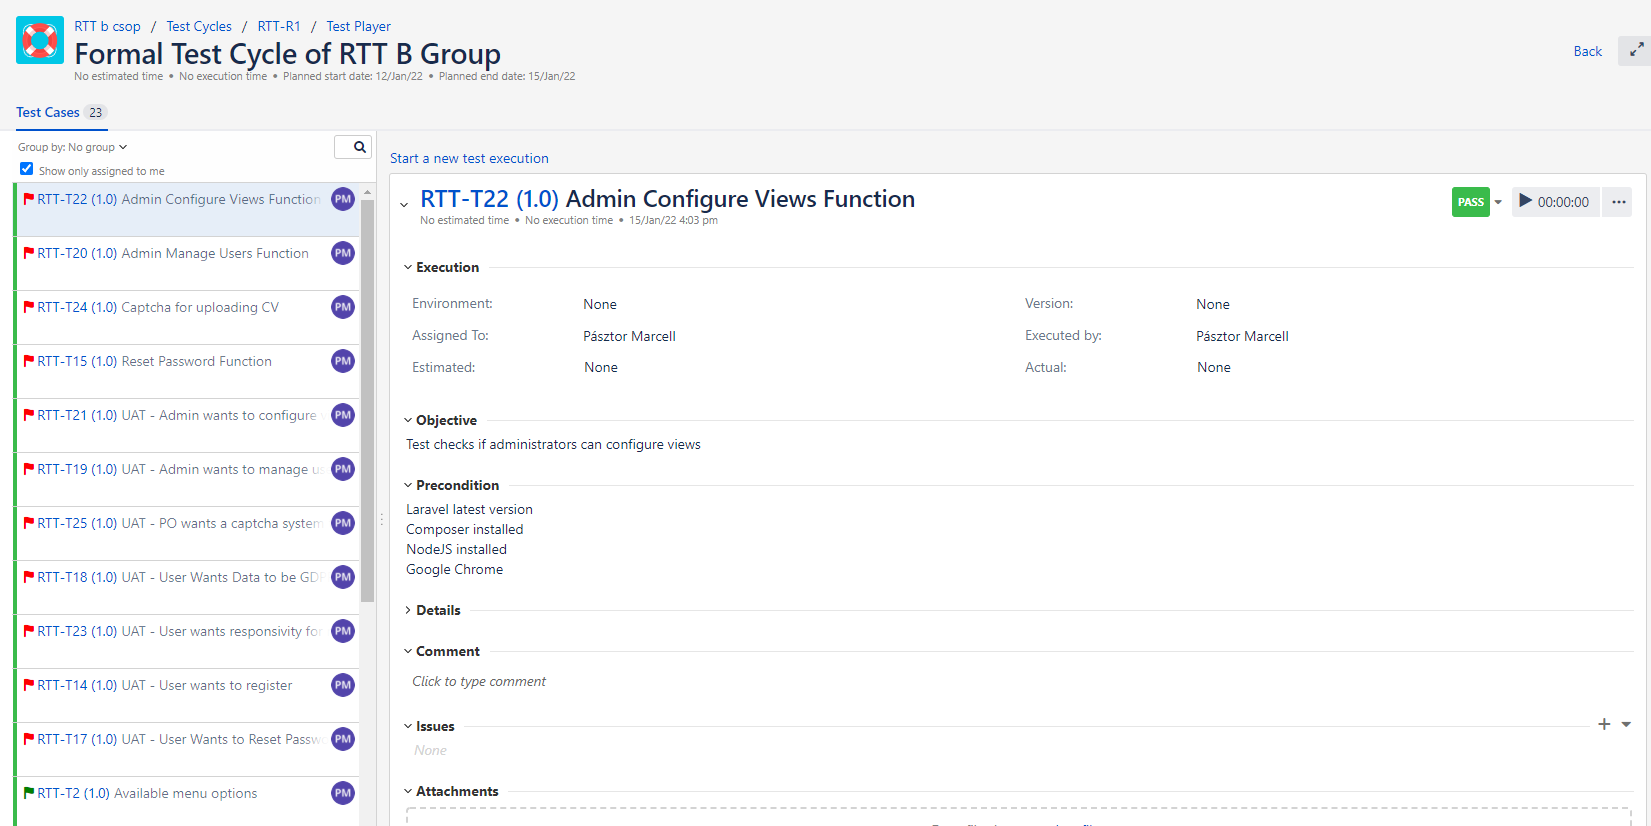 RTT b csop / Test Cycles / RTT-R1 / Test Player
Formal Test Cycle of RTT B Group
No estimated time • No execution time • Planned start date: 12/Jan/22 • Planned end date: 15/Jan/22
Back
Test Cases 23
Group by: No group
Show only assigned to me
RTT-T22 (1.0) Admin Configure Views Function PM
RTT-T20 (1.0) Admin Manage Users Function PM
RTT-T24 (1.0) Captcha for uploading CV PM
RTT-T15 (1.0) Reset Password Function PM
RTT-T21 (1.0) UAT - Admin wants to configure PM
RTT-T19 (1.0) UAT - Admin wants to manage us PM
RTT-T25 (1.0) UAT - PO wants a captcha system PM
RTT-T18 (1.0) UAT - User Wants Data to be GD PM
RTT-T23 (1.0) UAT - User wants responsivity for PM
RTT-T14 (1.0) UAT - User wants to register PM
RTT-T17 (1.0) UAT - User Wants to Reset Passw PM
RTT-T2 (1.0) Available menu options PM
Start a new test execution
RTT-T22 (1.0) Admin Configure Views Function
PASS 00:00:00
No estimated time • No execution time • 15/Jan/22 4:03 pm
Execution
Environment: None Version: None
Assigned To: Pásztor Marcell Executed by: Pásztor Marcell
Estimated: None Actual: None
Objective
Test checks if administrators can configure views
Precondition
Laravel latest version
Composer installed
NodeJS installed
Google Chrome
Details
Comment
Click to type comment
Issues
None
Attachments